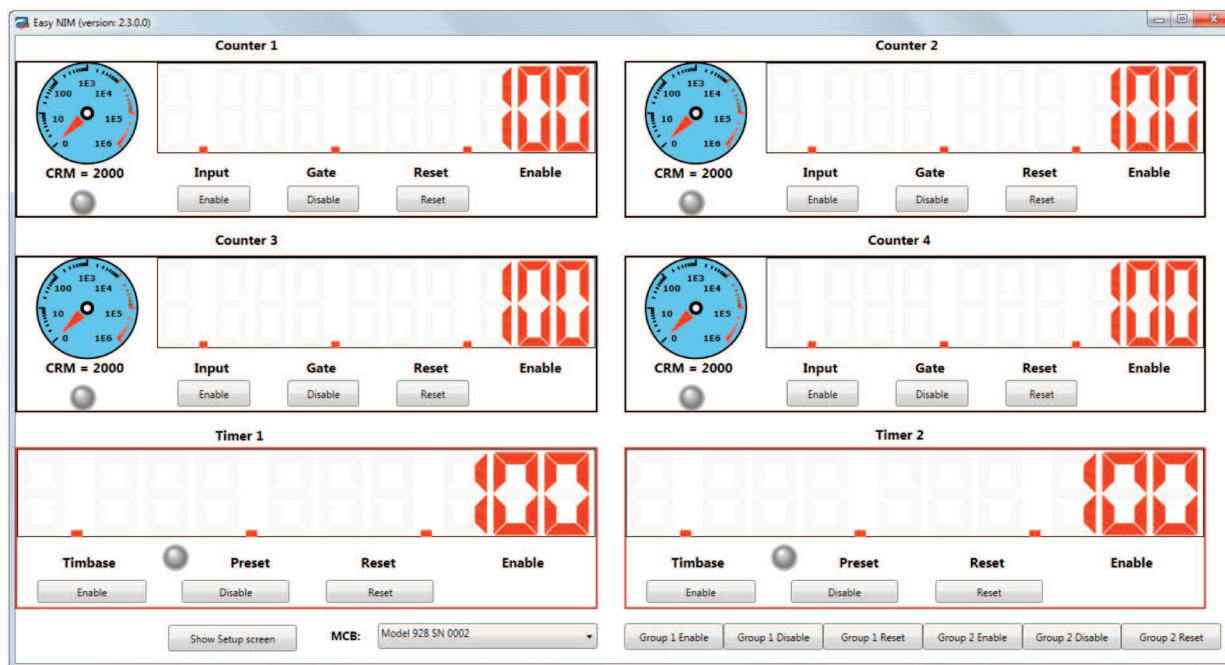 Easy NIM (version: 2.3.0.0)
Counter 1
Counter 2
1E3
100
1E4
10
1E5
0
1E6
CRM = 2000
100
Input
Gate
Reset
Enable
Enable
Disable
Reset
1E3
100
1E4
10
1E5
0
1E6
CRM = 2000
100
Input
Gate
Reset
Enable
Enable
Disable
Reset
Counter 3
Counter 4
1E3
100
1E4
10
1E5
0
1E6
CRM = 2000
100
Input
Gate
Reset
Enable
Enable
Disable
Reset
1E3
100
1E4
10
1E5
0
1E6
CRM = 2000
100
Input
Gate
Reset
Enable
Enable
Disable
Reset
Timer 1
Timer 2
100
Timbase
Preset
Reset
Enable
Enable
Disable
Reset
100
Timbase
Preset
Reset
Enable
Enable
Disable
Reset
Show Setup screen
MCB:
Model 928 SN 0002
Group 1 Enable
Group 1 Disable
Group 1 Reset
Group 2 Enable
Group 2 Disable
Group 2 Reset